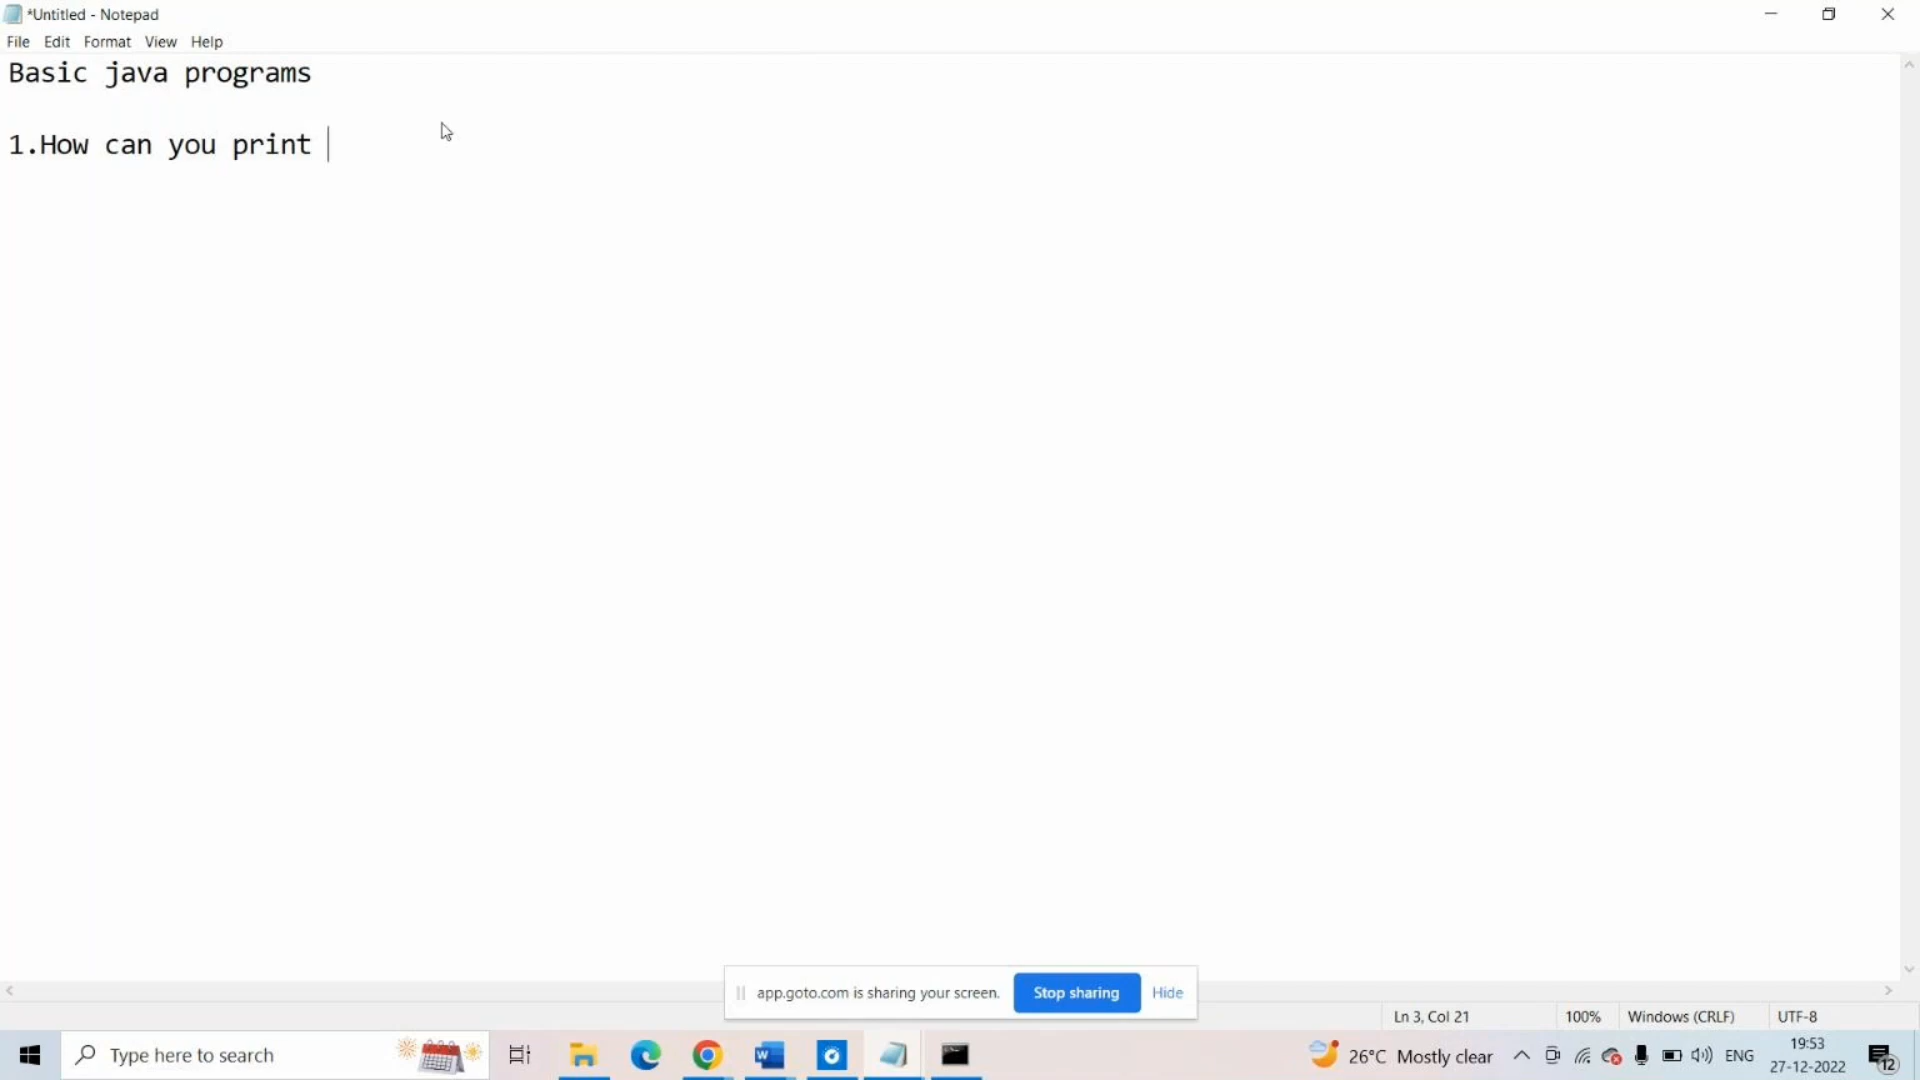 *Untitled - Notepad
File Edit Format View Help
Basic java programs
1.How can you print
app.goto.com is sharing your screen. Stop sharing Hide
Ln 3, Col 21 100% Windows (CRLF) UTF-8
Type here to search
26°C Mostly clear ENG
19:53
27-12-2022
12